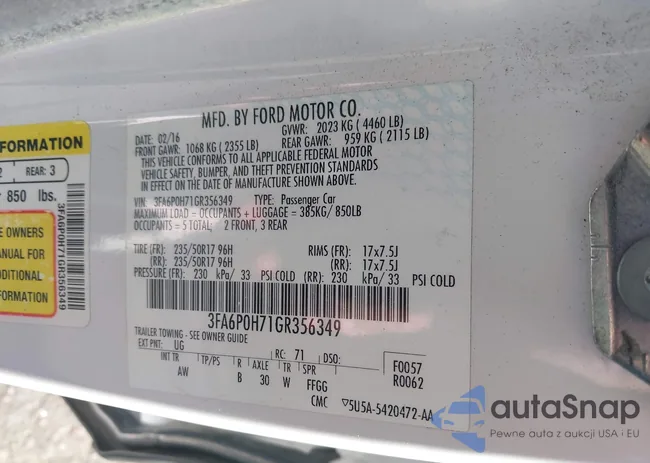 MFD. BY FORD MOTOR CO.
DATE: 02/16 GVWR: 2023 KG ( 4460 LB)
FRONT GAWR: 1068 KG ( 2355 LB) REAR GAWR: 959 KG ( 2115 LB)
THIS VEHICLE CONFORMS TO ALL APPLICABLE FEDERAL MOTOR
VEHICLE SAFETY, BUMPER, AND THEFT PREVENTION STANDARDS
IN EFFECT ON THE DATE OF MANUFACTURE SHOWN ABOVE.
VIN: 3FA6P0H71GR356349 TYPE: Passenger Car
MAXIMUM LOAD = OCCUPANTS + LUGGAGE = 385KG/ 850LB
OCCUPANTS = 5 TOTAL; 2 FRONT, 3 REAR
TIRE (FR): 235/50R17 96H RIMS (FR): 17x7.5J
(RR): 235/50R17 96H (RR): 17x7.5J
PRESSURE (FR): 230 kPa/ 33 PSI COLD (RR): 230 kPa/33 PSI COLD
3FA6P0H71GR356349
TRAILER TOWING - SEE OWNER GUIDE
EXT PNT: UG RC: 71 DSO: F0057
INT TR R AXLE TR SPR R0062
AW B 30 W FFGG
CMC 5U5A-5420472-AA
FORMATION
2 REAR: 3
850 lbs.
E OWNERS
ANUAL FOR
DDITIONAL
FORMATION
3FA6P0H71GR356349
autoSnap
Pewne auta z aukcji USA i EU